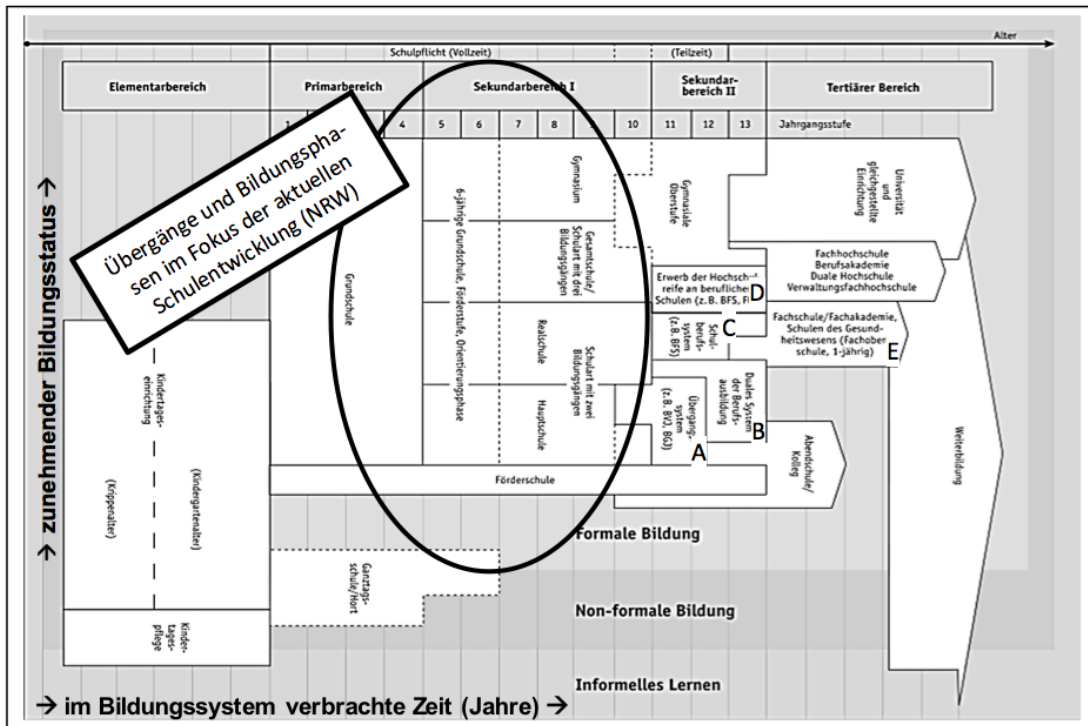 Alter
Schulpflicht (Vollzeit)
(Teilzeit)
Elementarbereich
Primarbereich
Sekundarbereich I
Sekundar-
bereich II
Tertiärer Bereich
4
5
6
7
8
9
10
11
12
13
Jahrgangsstufe
Übergänge und Bildungspha-
sen im Fokus der aktuellen
Schulentwicklung (NRW)
→ zunehmender Bildungsstatus →
Kindertages-
einrichtung
(Krippenalter)
(Kindergartenalter)
Kinder-
tages-
pflege
Grundschule
6-jährige Grundschule, Förderstufe, Orientierungsphase
Gymnasium
Gesamtschule/
Schulart mit drei
Bildungsgängen
Realschule
Schulart mit zwei
Bildungsgängen
Hauptschule
Förderschule
Ganztags-
schule/Hort
Gymnasiale
Oberstufe
Erwerb der Hochsch
reife an berufliche
Schulen (z. B. BFS, F
D
Schul-
berufs-
system
(z. B. BFS)
C
Duales System
der Berufs-
ausbildung
B
Übergang-
system
(z. B. BVJ, BGJ)
A
Universität
und
gleichgestellte
Einrichtung
Fachhochschule
Berufsakademie
Duale Hochschule
Verwaltungsfachhochschule
Fachschule/Fachakademie,
Schulen des Gesund-
heitswesens (Fachober
schule, 1-jährig)
E
Abendschule/
Kolleg
Weiterbildung
Formale Bildung
Non-formale Bildung
Informelles Lernen
→ im Bildungssystem verbrachte Zeit (Jahre) →